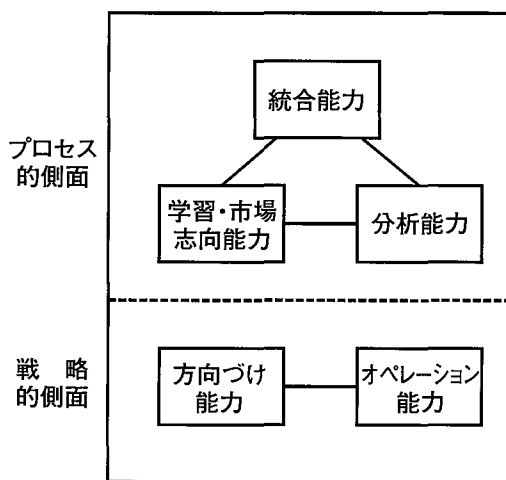 統合能力
プロセス
的側面
学習・市場
志向能力
分析能力
戦 略
的側面
方向づけ
能力
オペレーション
能力